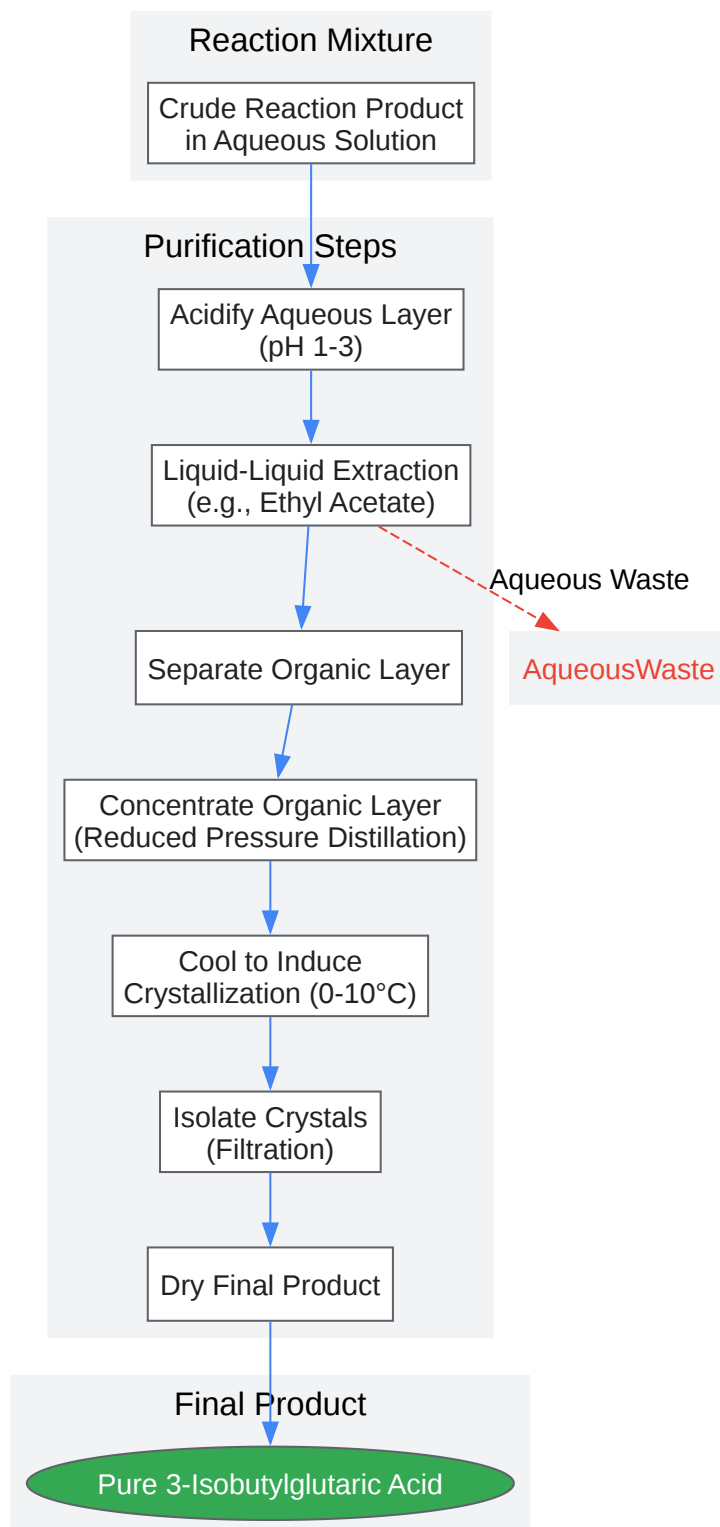 Reaction Mixture
Crude Reaction Product
in Aqueous Solution
Purification Steps
Acidify Aqueous Layer
(pH 1-3)
Liquid-Liquid Extraction
(e.g., Ethyl Acetate)
Aqueous Waste
Separate Organic Layer
AqueousWaste
Concentrate Organic Layer
(Reduced Pressure Distillation)
Cool to Induce
Crystallization (0-10°C)
Isolate Crystals
(Filtration)
Dry Final Product
Final Product
Pure 3-Isobutylglutaric Acid